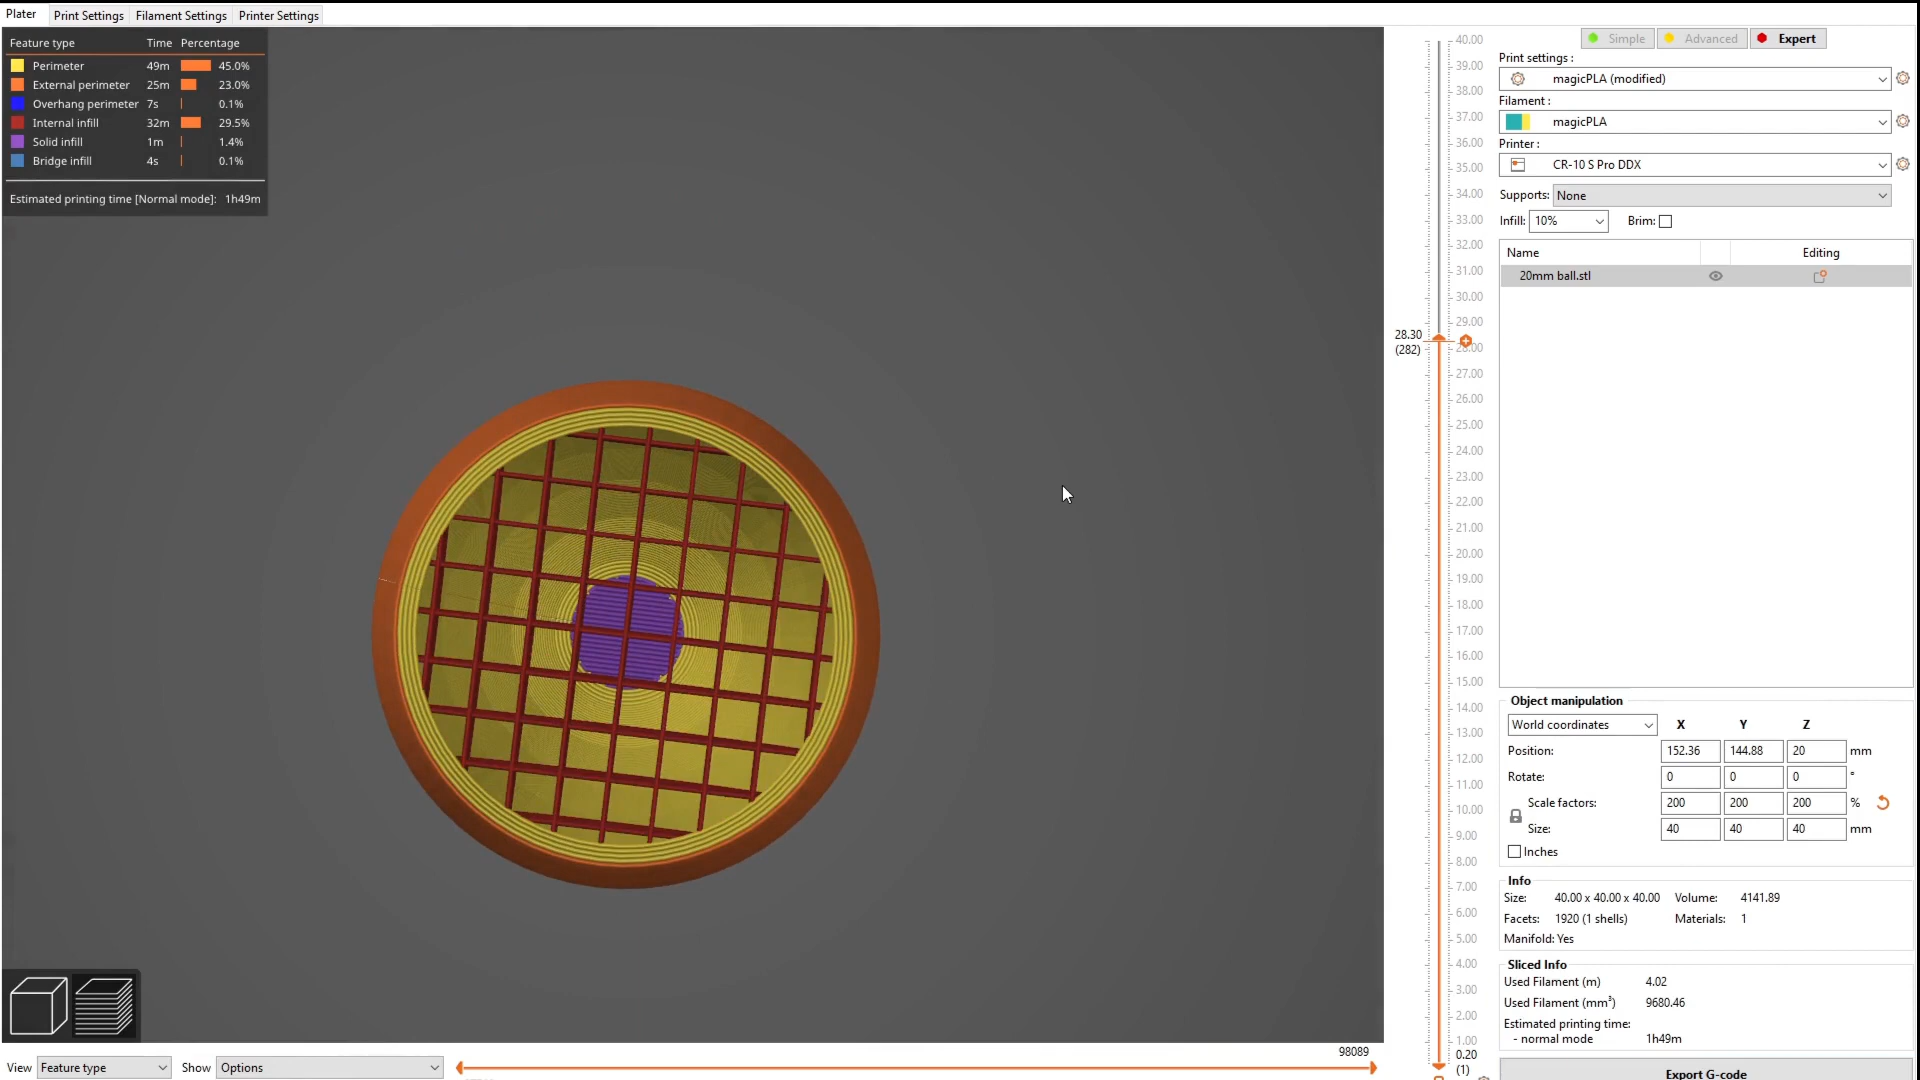 Plater Print Settings Filament Settings Printer Settings
Feature type Time Percentage
Perimeter 49m 45.0%
External perimeter 25m 23.0%
Overhang perimeter 7s 0.1%
Internal infill 32m 29.5%
Solid infill 1m 1.4%
Bridge infill 4s 0.1%
Estimated printing time [Normal mode]: 1h49m
View Feature type Show Options
98089
40.00
39.00
38.00
37.00
36.00
35.00
34.00
33.00
32.00
31.00
30.00
29.00
28.30
(282)
28.00
27.00
26.00
25.00
24.00
23.00
22.00
21.00
20.00
19.00
18.00
17.00
16.00
15.00
14.00
13.00
12.00
11.00
10.00
9.00
8.00
7.00
6.00
5.00
4.00
3.00
2.00
1.00
0.20
(1)
Simple Advanced Expert
Print settings :
magicPLA (modified)
Filament :
magicPLA
Printer :
CR-10 S Pro DDX
Supports: None
Infill: 10% Brim:
Name Editing
20mm ball.stl
Object manipulation
World coordinates X Y Z
Position: 152.36 144.88 20 mm
Rotate: 0 0 0 °
Scale factors: 200 200 200 %
Size: 40 40 40 mm
Inches
Info
Size: 40.00 x 40.00 x 40.00 Volume: 4141.89
Facets: 1920 (1 shells) Materials: 1
Manifold: Yes
Sliced Info
Used Filament (m) 4.02
Used Filament (mm³) 9680.46
Estimated printing time:
- normal mode 1h49m
Export G-code